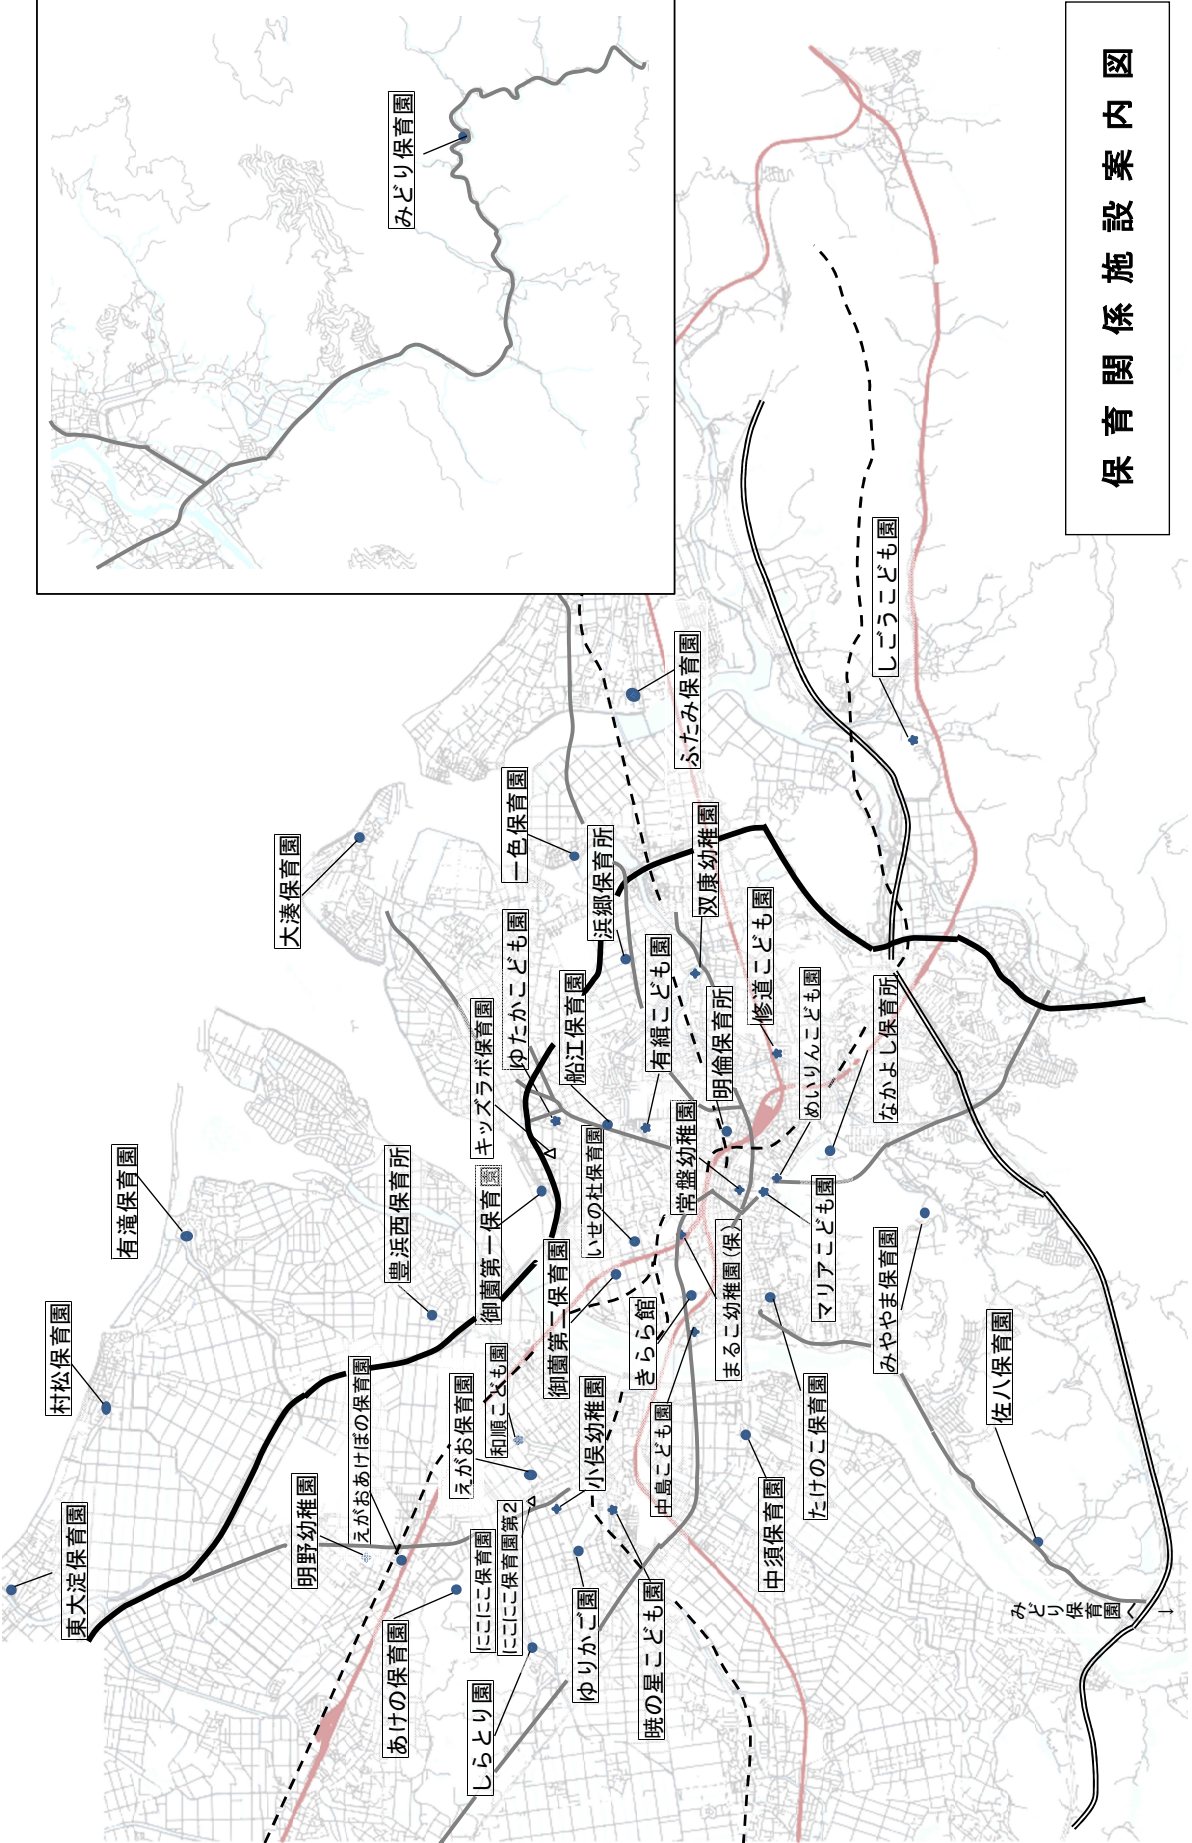 保育関係施設案内図
みどり保育園
しごうこども園
ふたみ保育園
一色保育園
大湊保育園
浜郷保育所
双康幼稚園
修道こども園
ゆたかこども園
有緝こども園
船江保育園
明倫保育所
めいりんこども園
なかよし保育所
キッズラボ保育園
常盤幼稚園
いせの杜保育園
有滝保育園
豊浜西保育所
御薗第一保育園
マリアこども園
御薗第二保育園
まるこ幼稚園(保)
みややま保育園
きらら館
村松保育園
佐八保育園
和順こども園
えがおあけぼの保育園
えがお保育園
小俣幼稚園
中島こども園
たけのこ保育園
明野幼稚園
中須保育園
東大淀保育園
にこにこ保育園
にこにこ保育園第2
ゆりかご園
暁の星こども園
あけの保育園
しらとり園
みどり保育園へ
↓